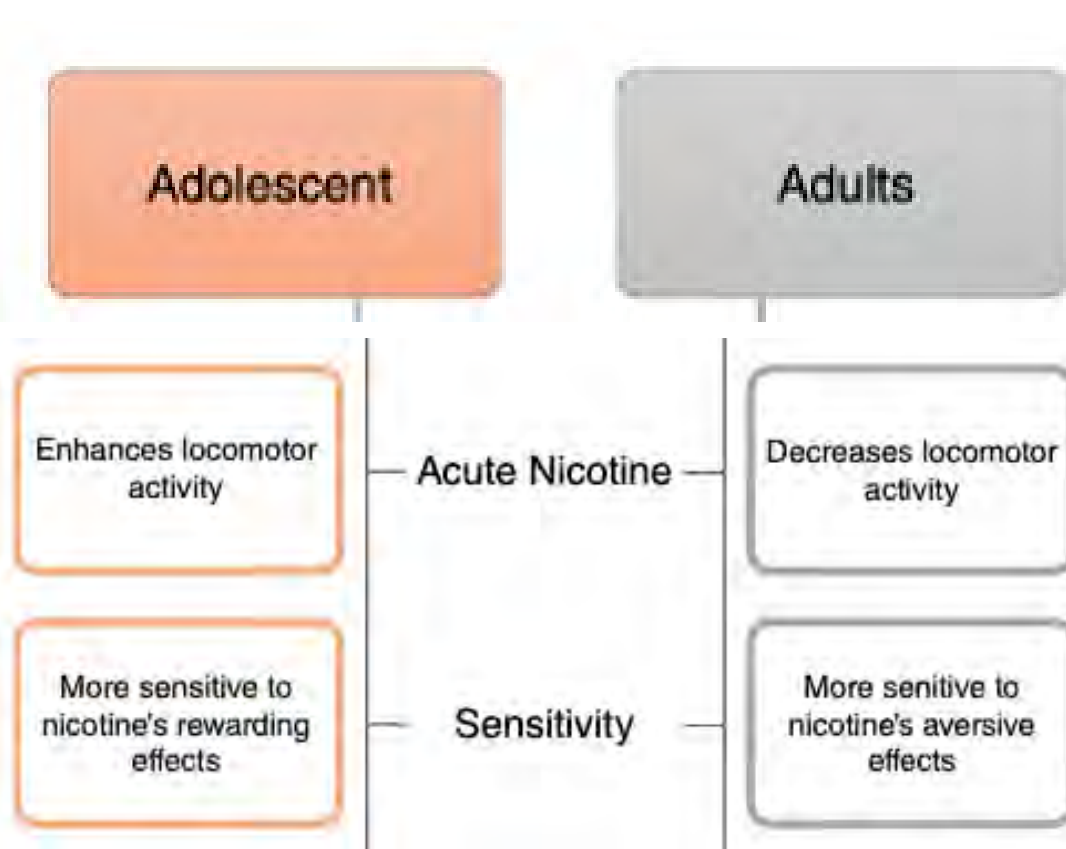 Adolescent
Adults
Enhances locomotor
activity
Acute Nicotine
Decreases locomotor
activity
More sensitive to
nicotine's rewarding
effects
Sensitivity
More senitive to
nicotine's aversive
effects